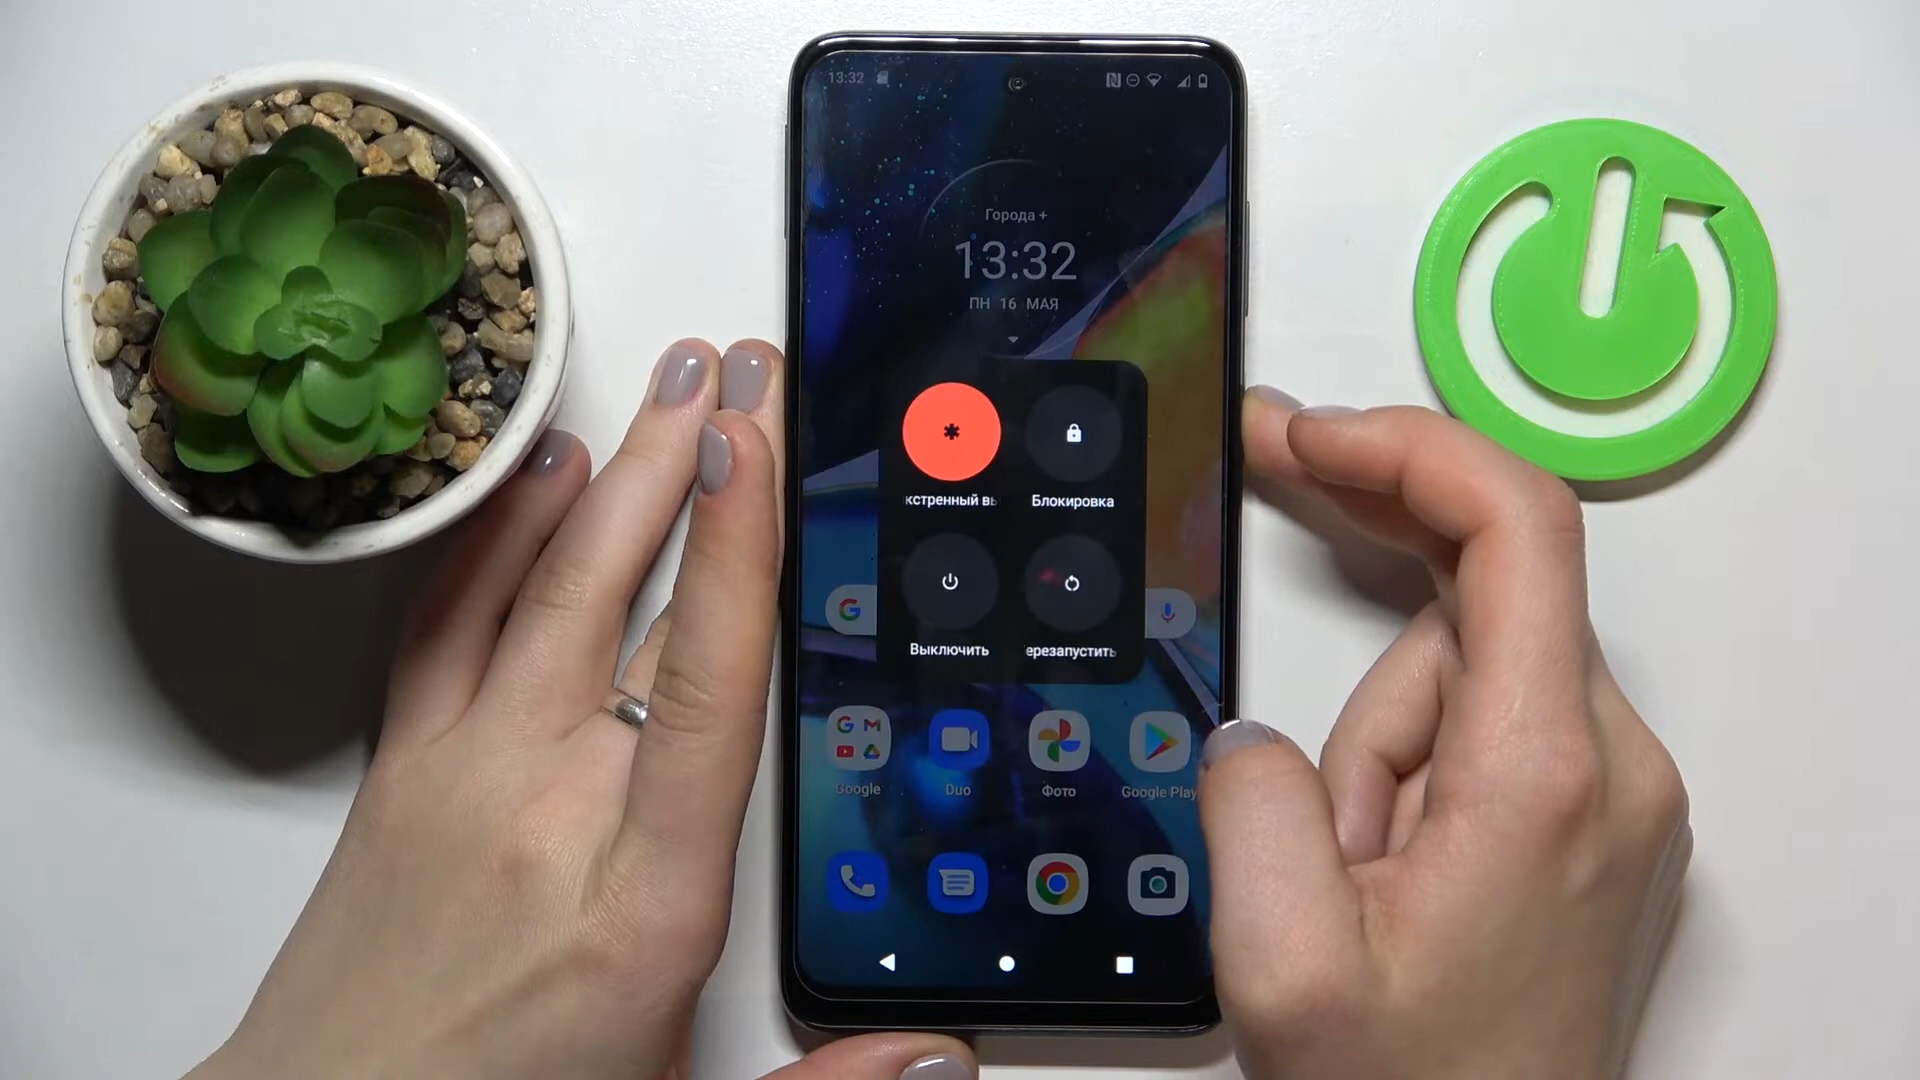 13:32
Города +
13:32
ПН 16 МАЯ
кстренный вы
Блокировка
Выключить
ерезапустить
Google
Duo
Фото
Google Play